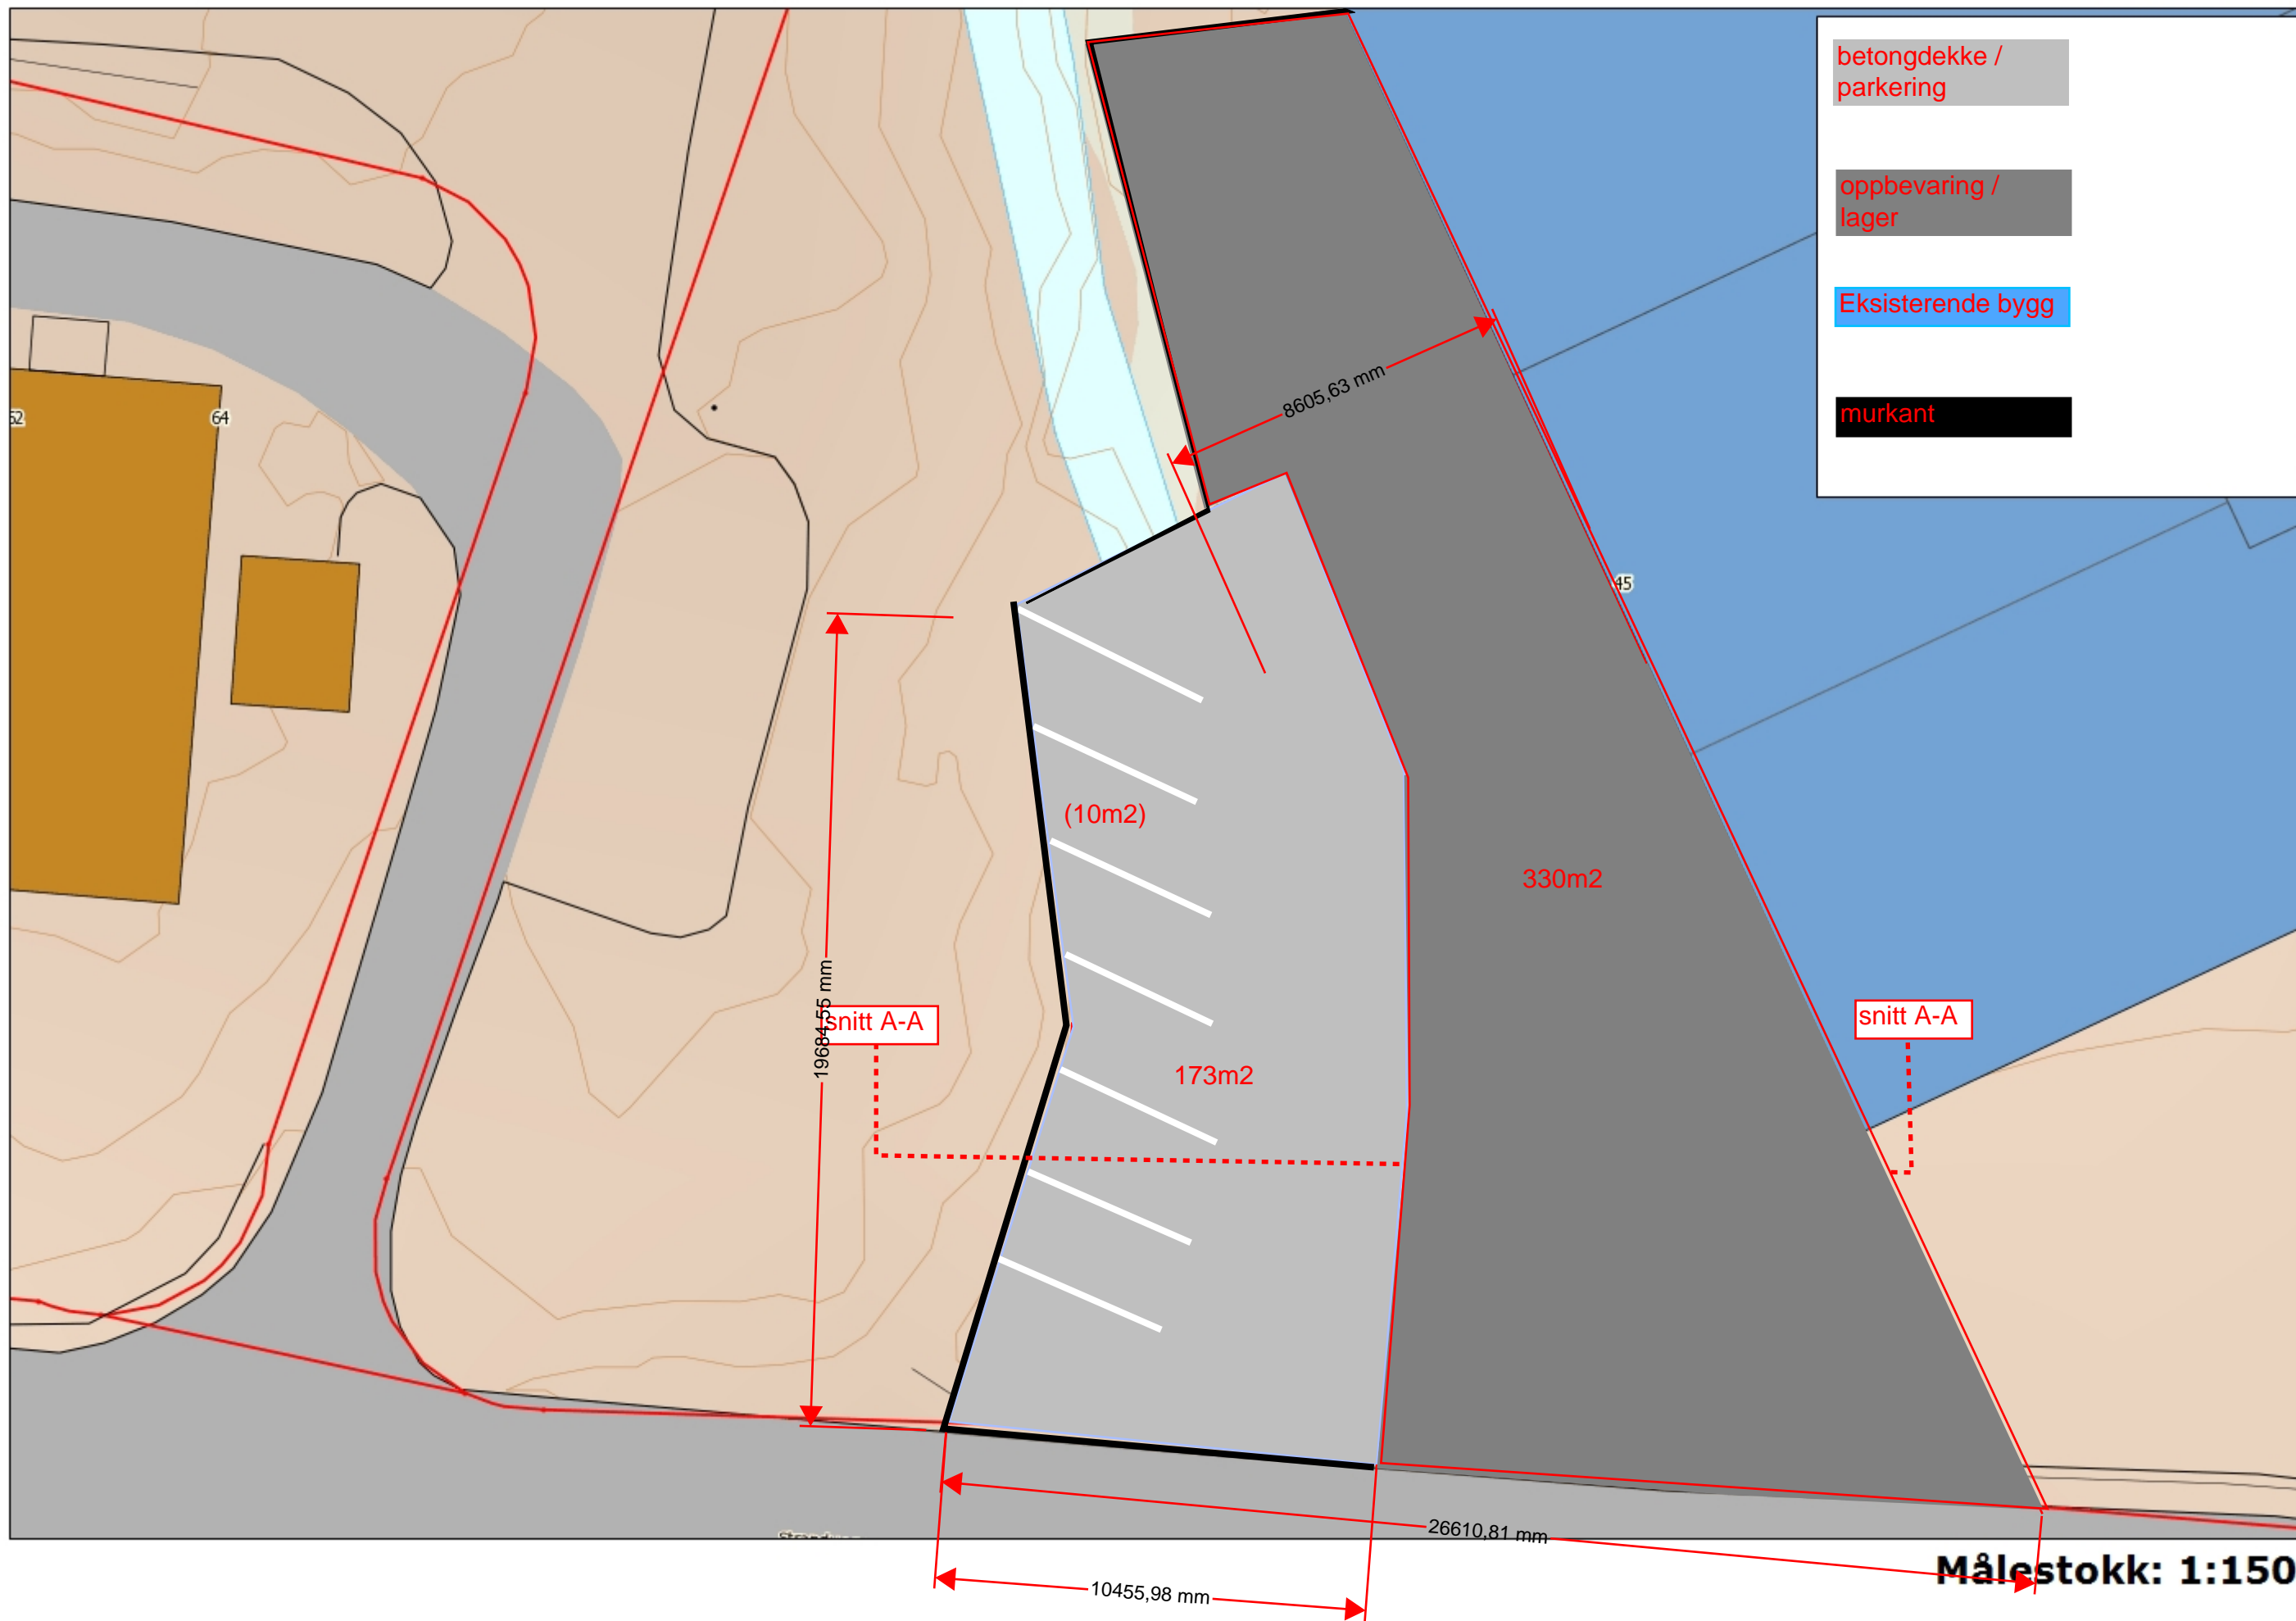 betongdekke /
parkering
oppbevaring /
lager
Eksisterende bygg
murkant
8605,63 mm
64
45
(10m2)
330m2
19684,55 mm
snitt A-A
snitt A-A
173m2
26610,81 mm
10455,98 mm
Målestokk: 1:150